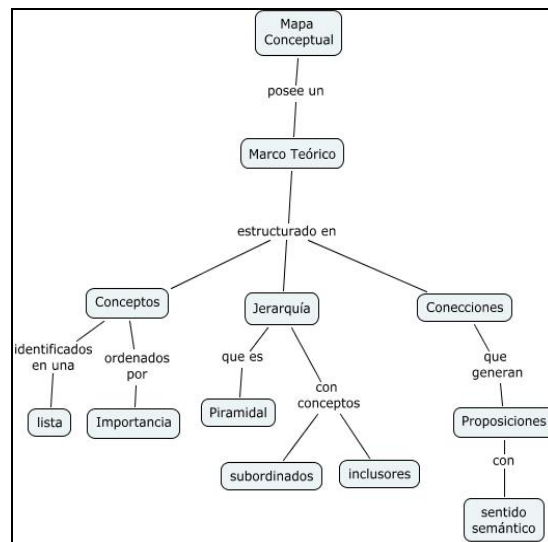 Mapa
Conceptual
posee un
Marco Teórico
estructurado en
Conceptos
Jerarquía
Conecciones
identificados
en una
ordenados
por
que es
con
conceptos
que
generan
lista
Importancia
Piramidal
Proposiciones
subordinados
inclusores
con
sentido
semántico